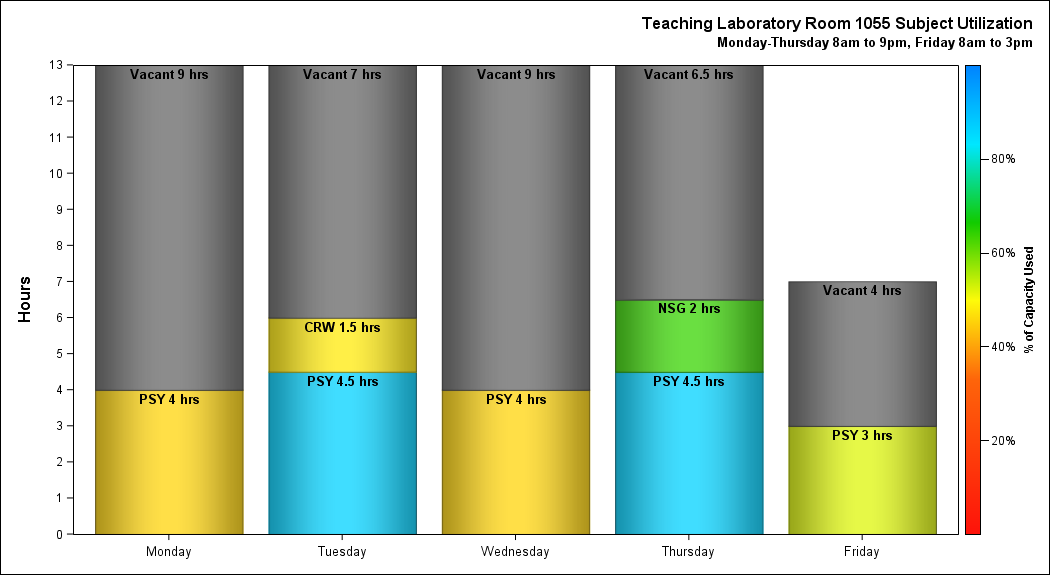 Teaching Laboratory Room 1055 Subject Utilization
Monday-Thursday 8am to 9pm, Friday 8am to 3pm
Hours
13
12
11
10
9
8
7
6
5
4
3
2
1
0
Vacant 9 hrs
PSY 4 hrs
Vacant 7 hrs
CRW 1.5 hrs
PSY 4.5 hrs
Vacant 9 hrs
PSY 4 hrs
Vacant 6.5 hrs
NSG 2 hrs
PSY 4.5 hrs
Vacant 4 hrs
PSY 3 hrs
Monday
Tuesday
Wednesday
Thursday
Friday
80%
60%
40%
20%
% of Capacity Used